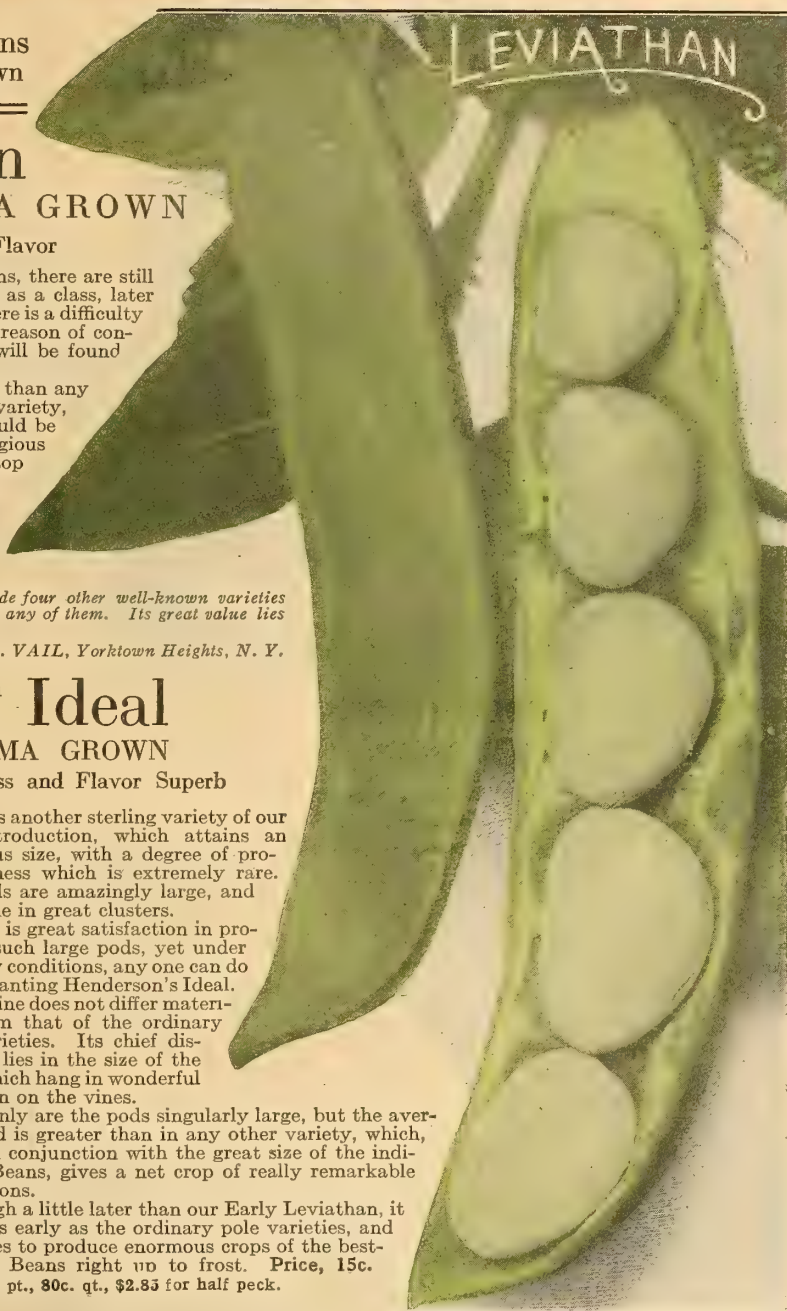 LEVIATHAN
ns
wn
n
A GROWN
Flavor
ns, there are still
as a class, later
ere is a difficulty
reason of con-
will be found
than any
variety,
uld be
gious
op
de four other well-known varieties
any of them. Its great value lies
. VAIL, Yorktown Heights, N. Y.
Ideal
MA GROWN
ss and Flavor Superb
s another sterling variety of our
troduction, which attains an
us size, with a degree of pro-
ness which is extremely rare.
ls are amazingly large, and
e in great clusters.
is great satisfaction in pro-
such large pods, yet under
conditions, any one can do
anting Henderson's Ideal.
ine does not differ materi-
m that of the ordinary
rieties. Its chief dis-
lies in the size of the
hich hang in wonderful
n on the vines.
nly are the pods singularly large, but the aver-
d is greater than in any other variety, which,
conjunction with the great size of the indi-
Beans, gives a net crop of really remarkable
ons.
gh a little later than our Early Leviathan, it
s early as the ordinary pole varieties, and
es to produce enormous crops of the best-
Beans right up to frost. Price, 15c.
pt., 80c. qt., $2.85 for half peck.